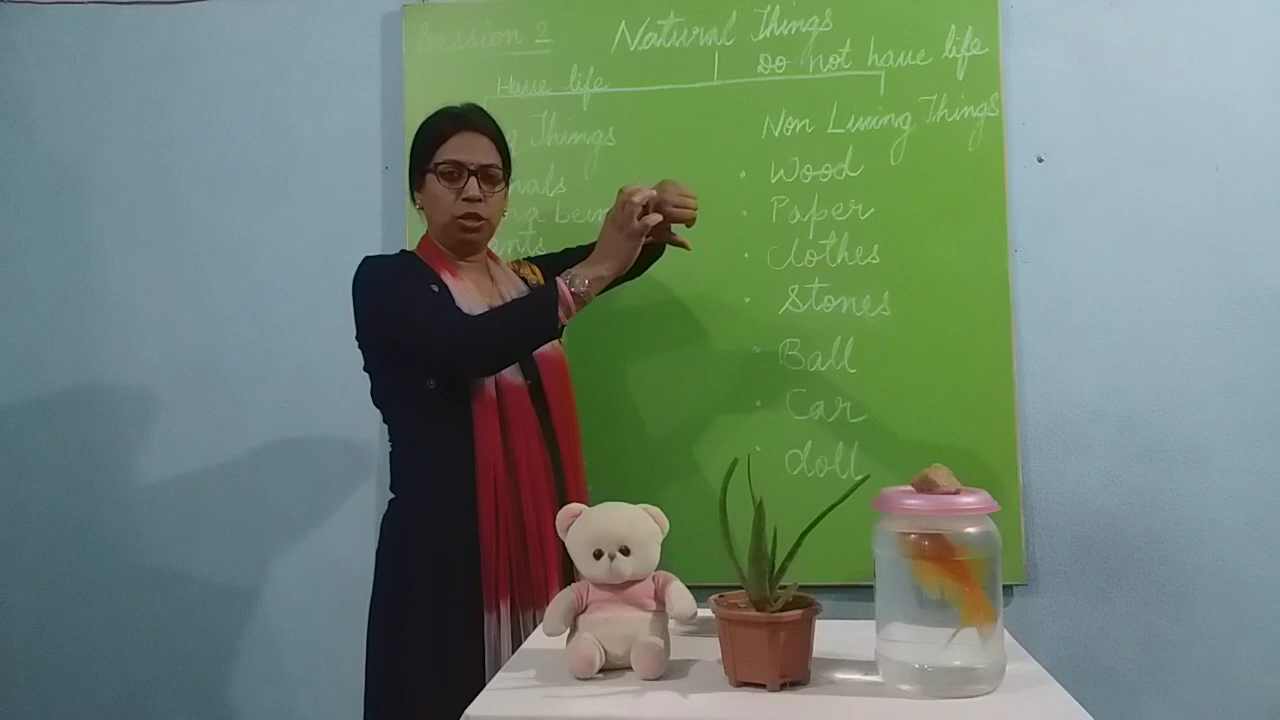 Session 2
Natural Things
Have life
Do not have life
Things
Non Living Things
• Wood
• Paper
• Clothes
• Stones
• Ball
• Car
• doll